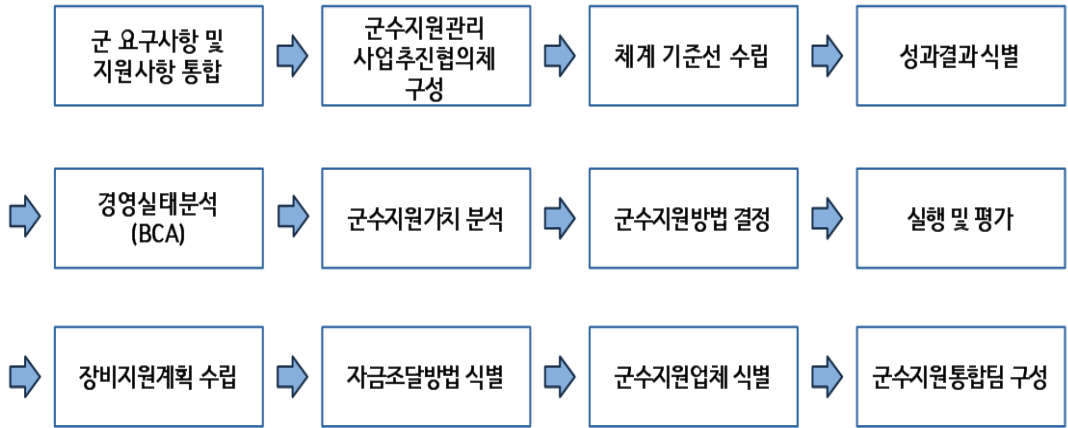 군 요구사항 및
지원사항 통합
군수지원관리
사업추진협의체
구성
체계 기준선 수립
성과결과 식별
경영실태분석
(BCA)
군수지원가치 분석
군수지원방법 결정
실행 및 평가
장비지원계획 수립
자금조달방법 식별
군수지원업체 식별
군수지원통합팀 구성